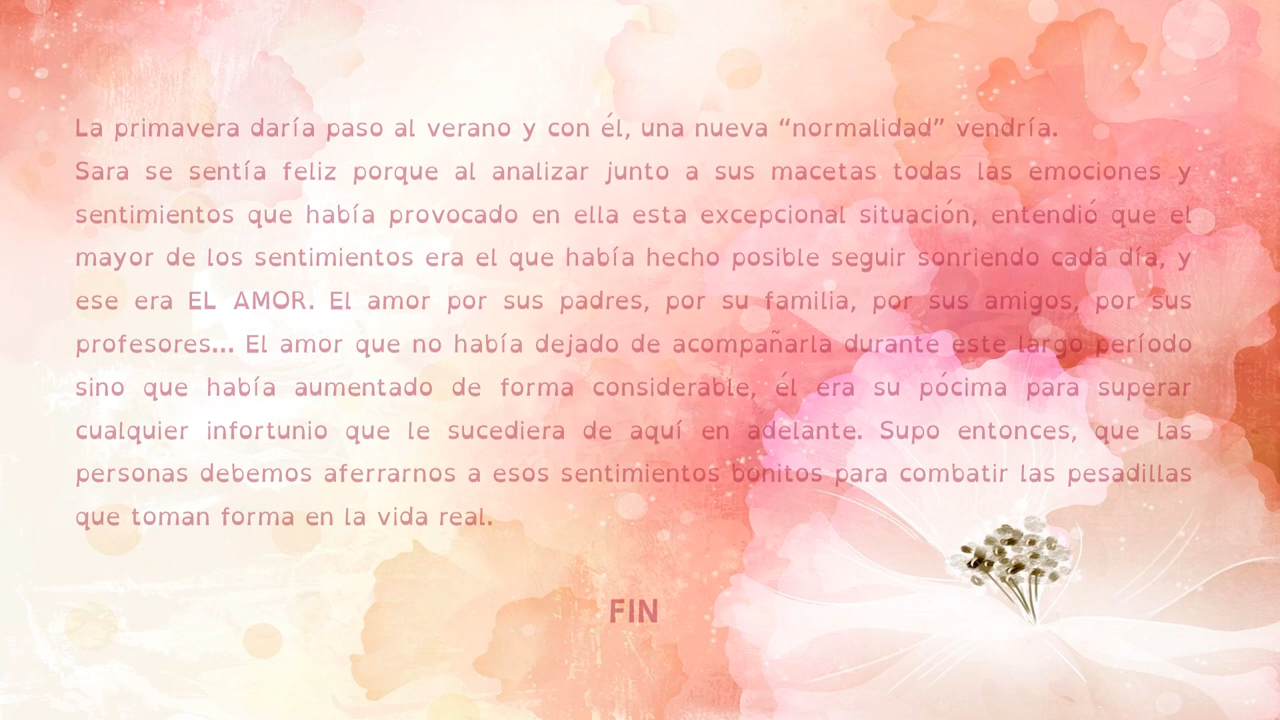 La primavera daría paso al verano y con él, una nueva “normalidad” vendría.
Sara se sentía feliz porque al analizar junto a sus macetas todas las emociones y
sentimientos que había provocado en ella esta excepcional situación, entendió que el
mayor de los sentimientos era el que había hecho posible seguir sonriendo cada día, y
ese era EL AMOR. El amor por sus padres, por su familia, por sus amigos, por sus
profesores... El amor que no había dejado de acompañarla durante este largo período
sino que había aumentado de forma considerable, él era su pócima para superar
cualquier infortunio que le sucediera de aquí en adelante. Supo entonces, que las
personas debemos aferrarnos a esos sentimientos bonitos para combatir las pesadillas
que toman forma en la vida real.
FIN